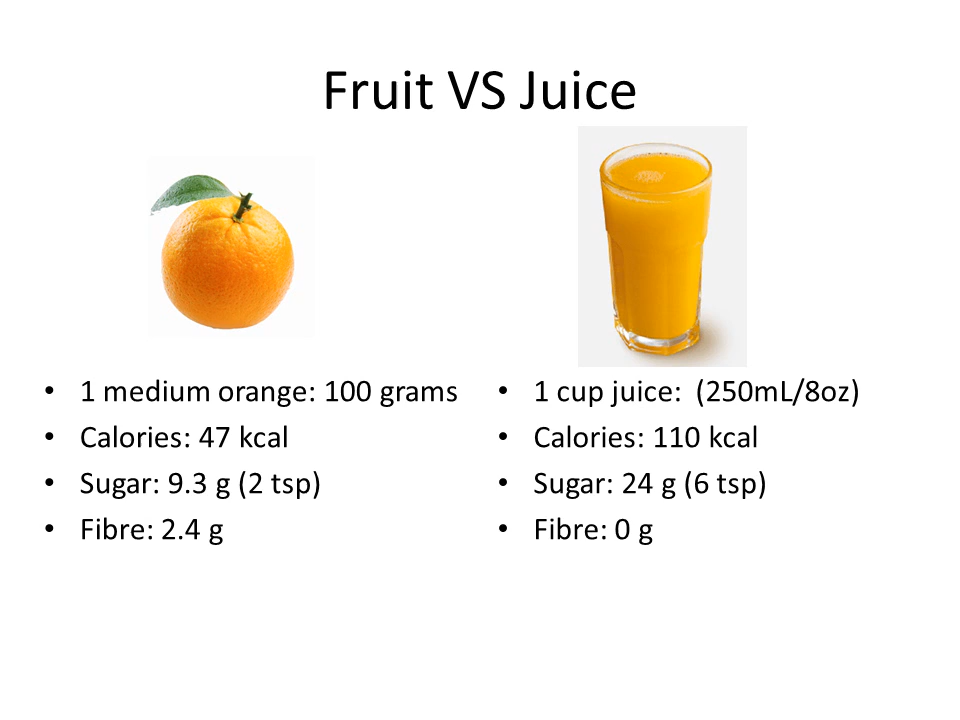 Fruit VS Juice
• 1 medium orange: 100 grams
• Calories: 47 kcal
• Sugar: 9.3 g (2 tsp)
• Fibre: 2.4 g
• 1 cup juice:  (250mL/8oz)
• Calories: 110 kcal
• Sugar: 24 g (6 tsp)
• Fibre: 0 g